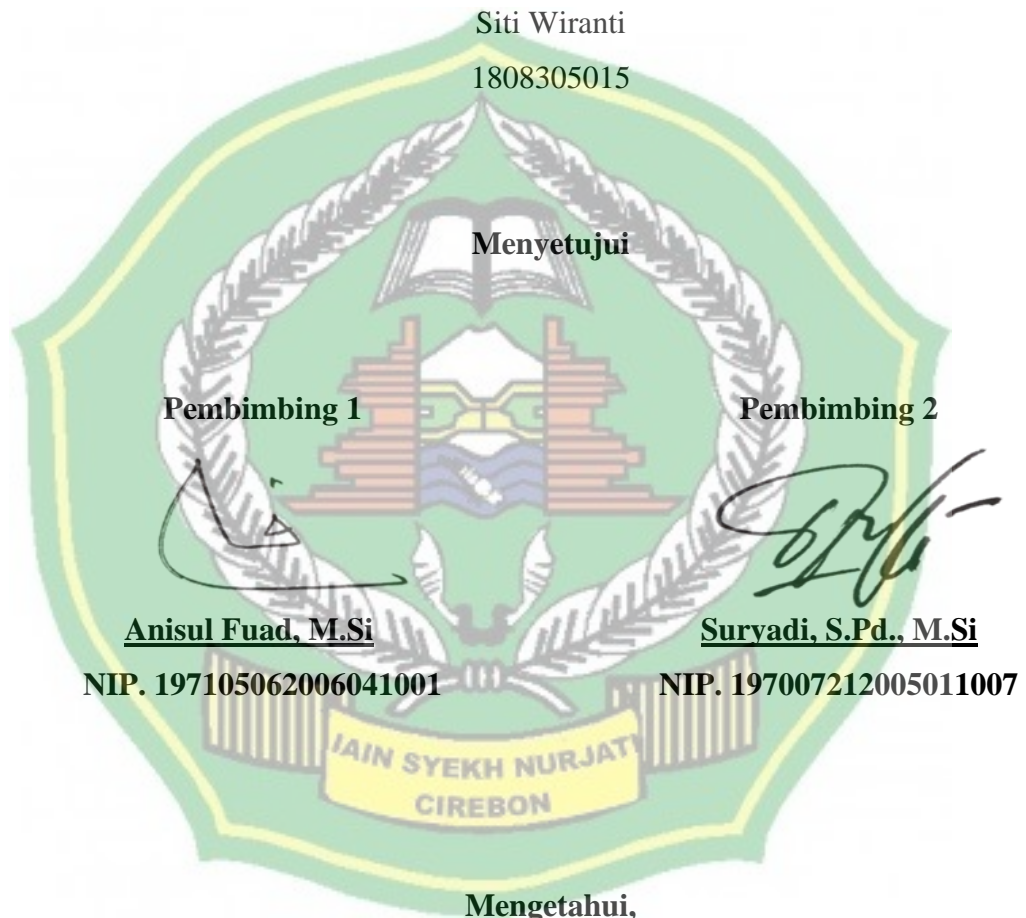 Siti Wiranti
1808305015
Menyetujui
Pembimbing 1
Pembimbing 2
Anisul Fuad, M.Si
Suryadi, S.Pd., M.Si
NIP. 197105062006041001
NIP. 197007212005011007
IAIN SYEKH NURJATI
CIREBON
Mengetahui,